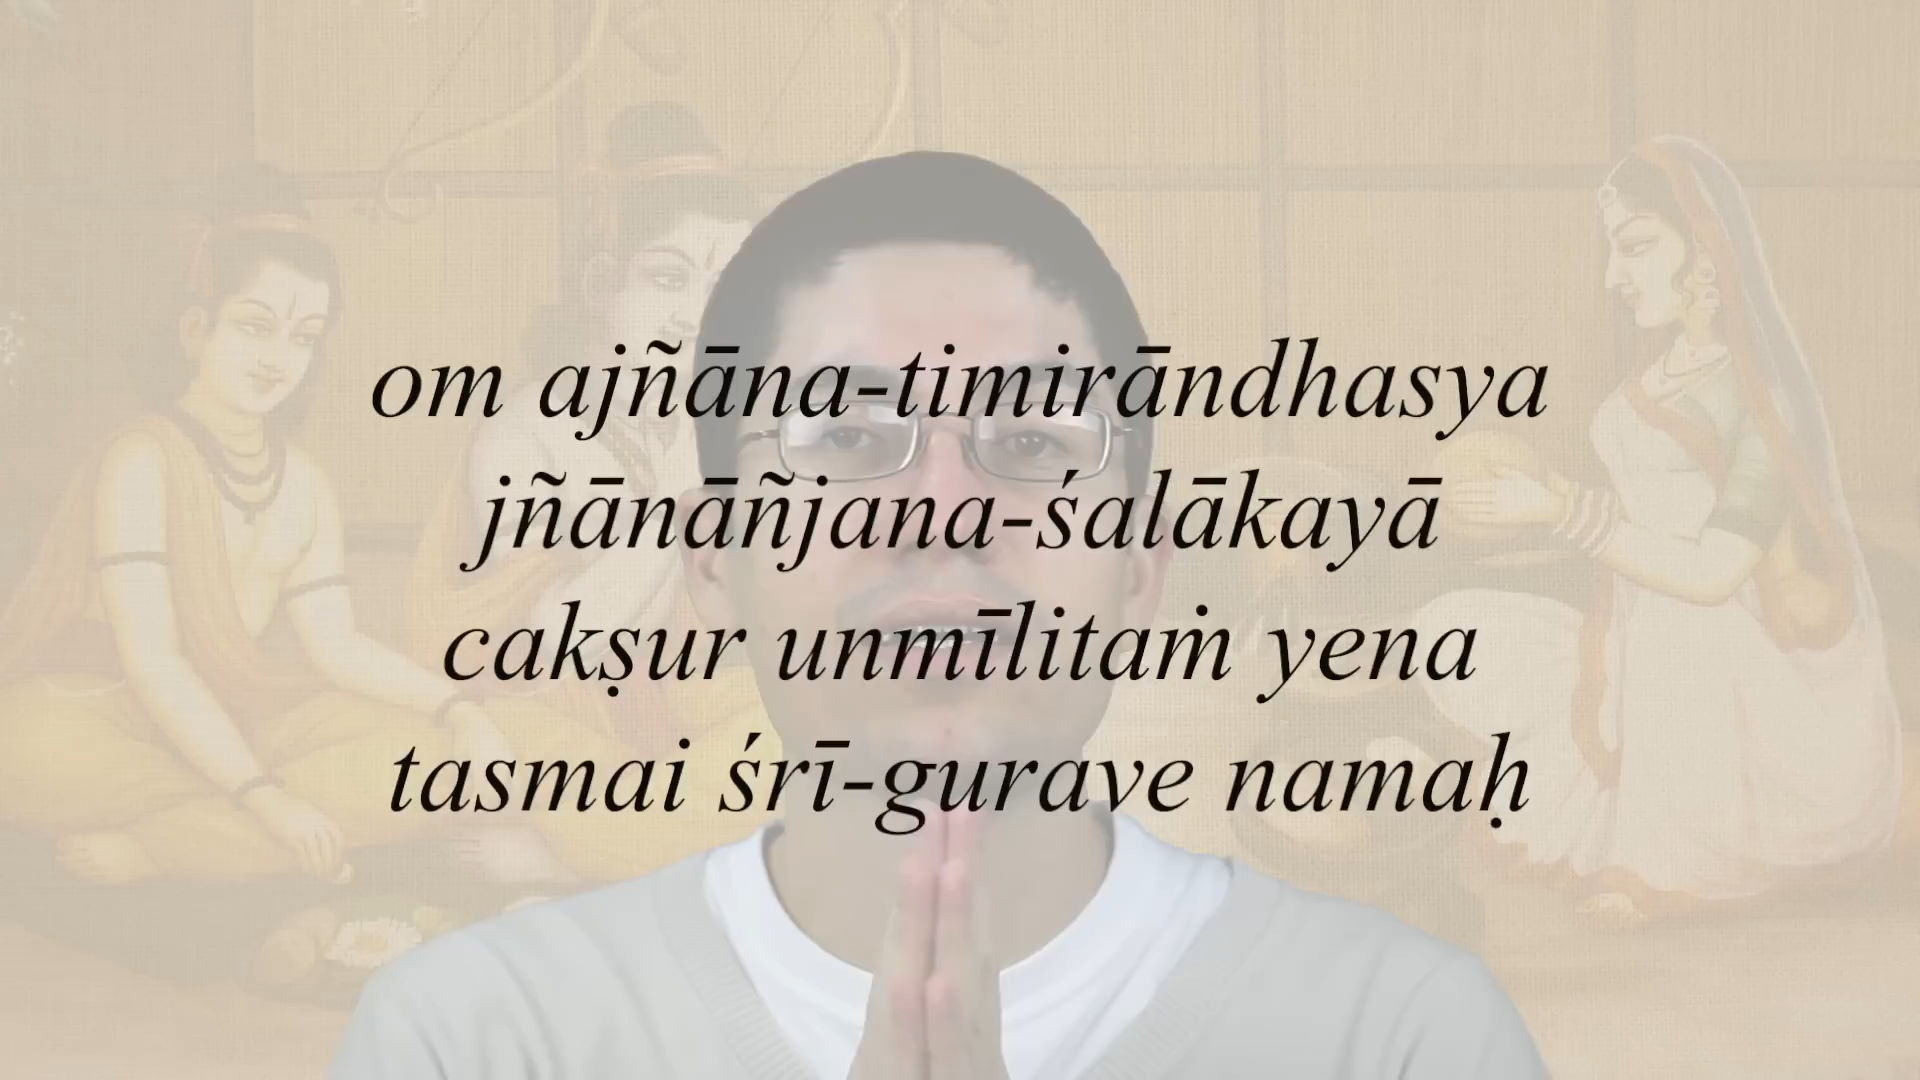 om ajñāna-timirāndhasya
jñānāñjana-śalākayā
cakṣur unmīlitaṁ yena
tasmai śrī-gurave namaḥ